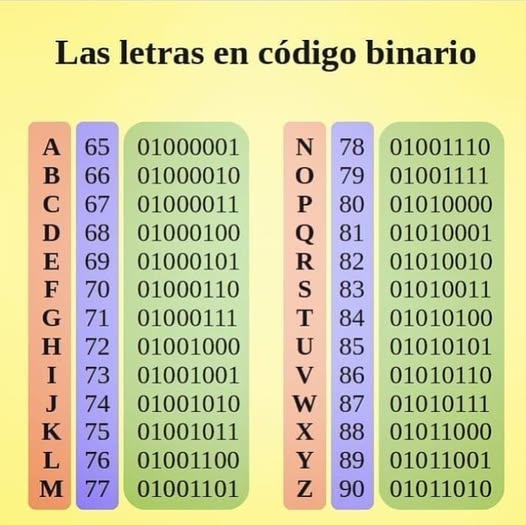 Las letras en código binario
A 65 01000001 N 78 01001110
B 66 01000010 O 79 01001111
C 67 01000011 P 80 01010000
D 68 01000100 Q 81 01010001
E 69 01000101 R 82 01010010
F 70 01000110 S 83 01010011
G 71 01000111 T 84 01010100
H 72 01001000 U 85 01010101
I 73 01001001 V 86 01010110
J 74 01001010 W 87 01010111
K 75 01001011 X 88 01011000
L 76 01001100 Y 89 01011001
M 77 01001101 Z 90 01011010